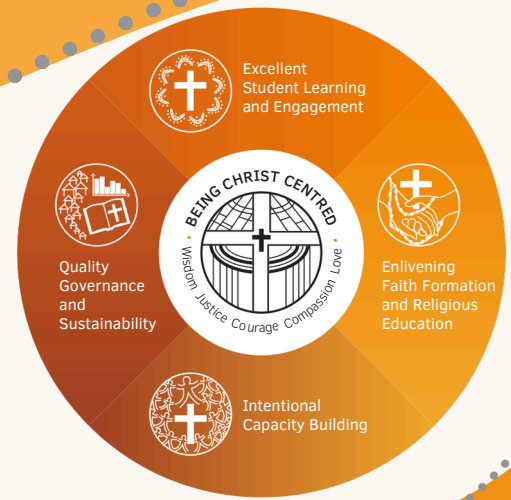 Excellent
Student Learning
and Engagement
BEING CHRIST CENTRED
Wisdom Justice Courage Compassion Love
Quality
Governance
and
Sustainability
Enlivening
Faith Formation
and Religious
Education
Intentional
Capacity Building